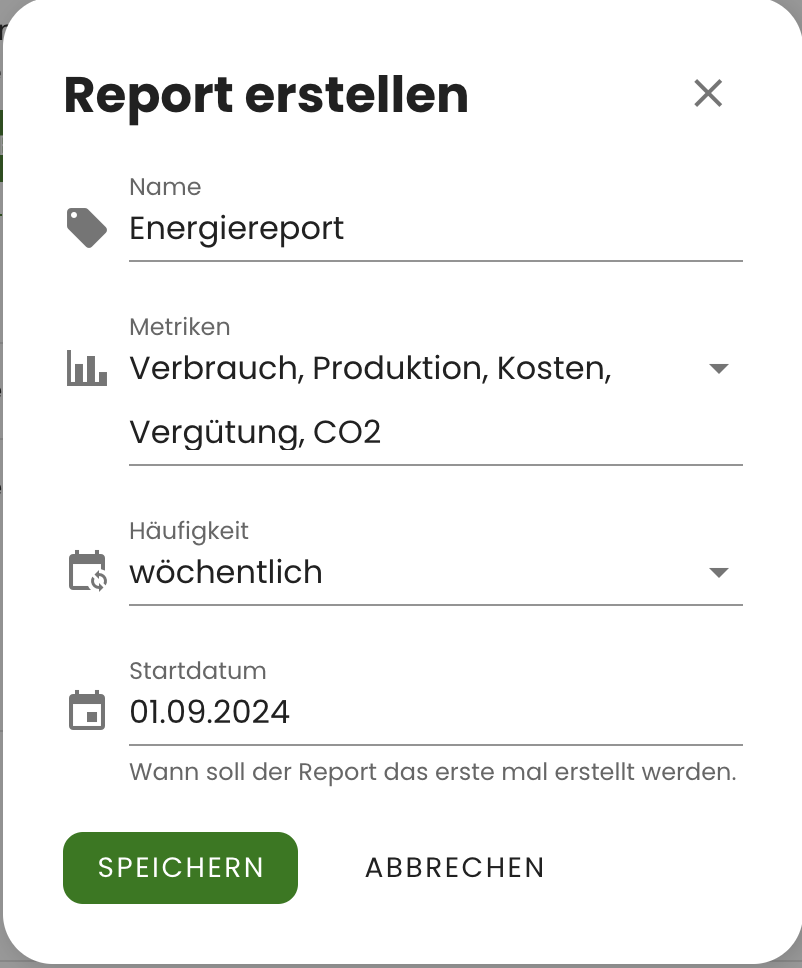 Report erstellen
Name
Energiereport
Metriken
Verbrauch, Produktion, Kosten,
Vergütung, CO2
Häufigkeit
wöchentlich
Startdatum
01.09.2024
Wann soll der Report das erste mal erstellt werden.
SPEICHERN
ABBRECHEN